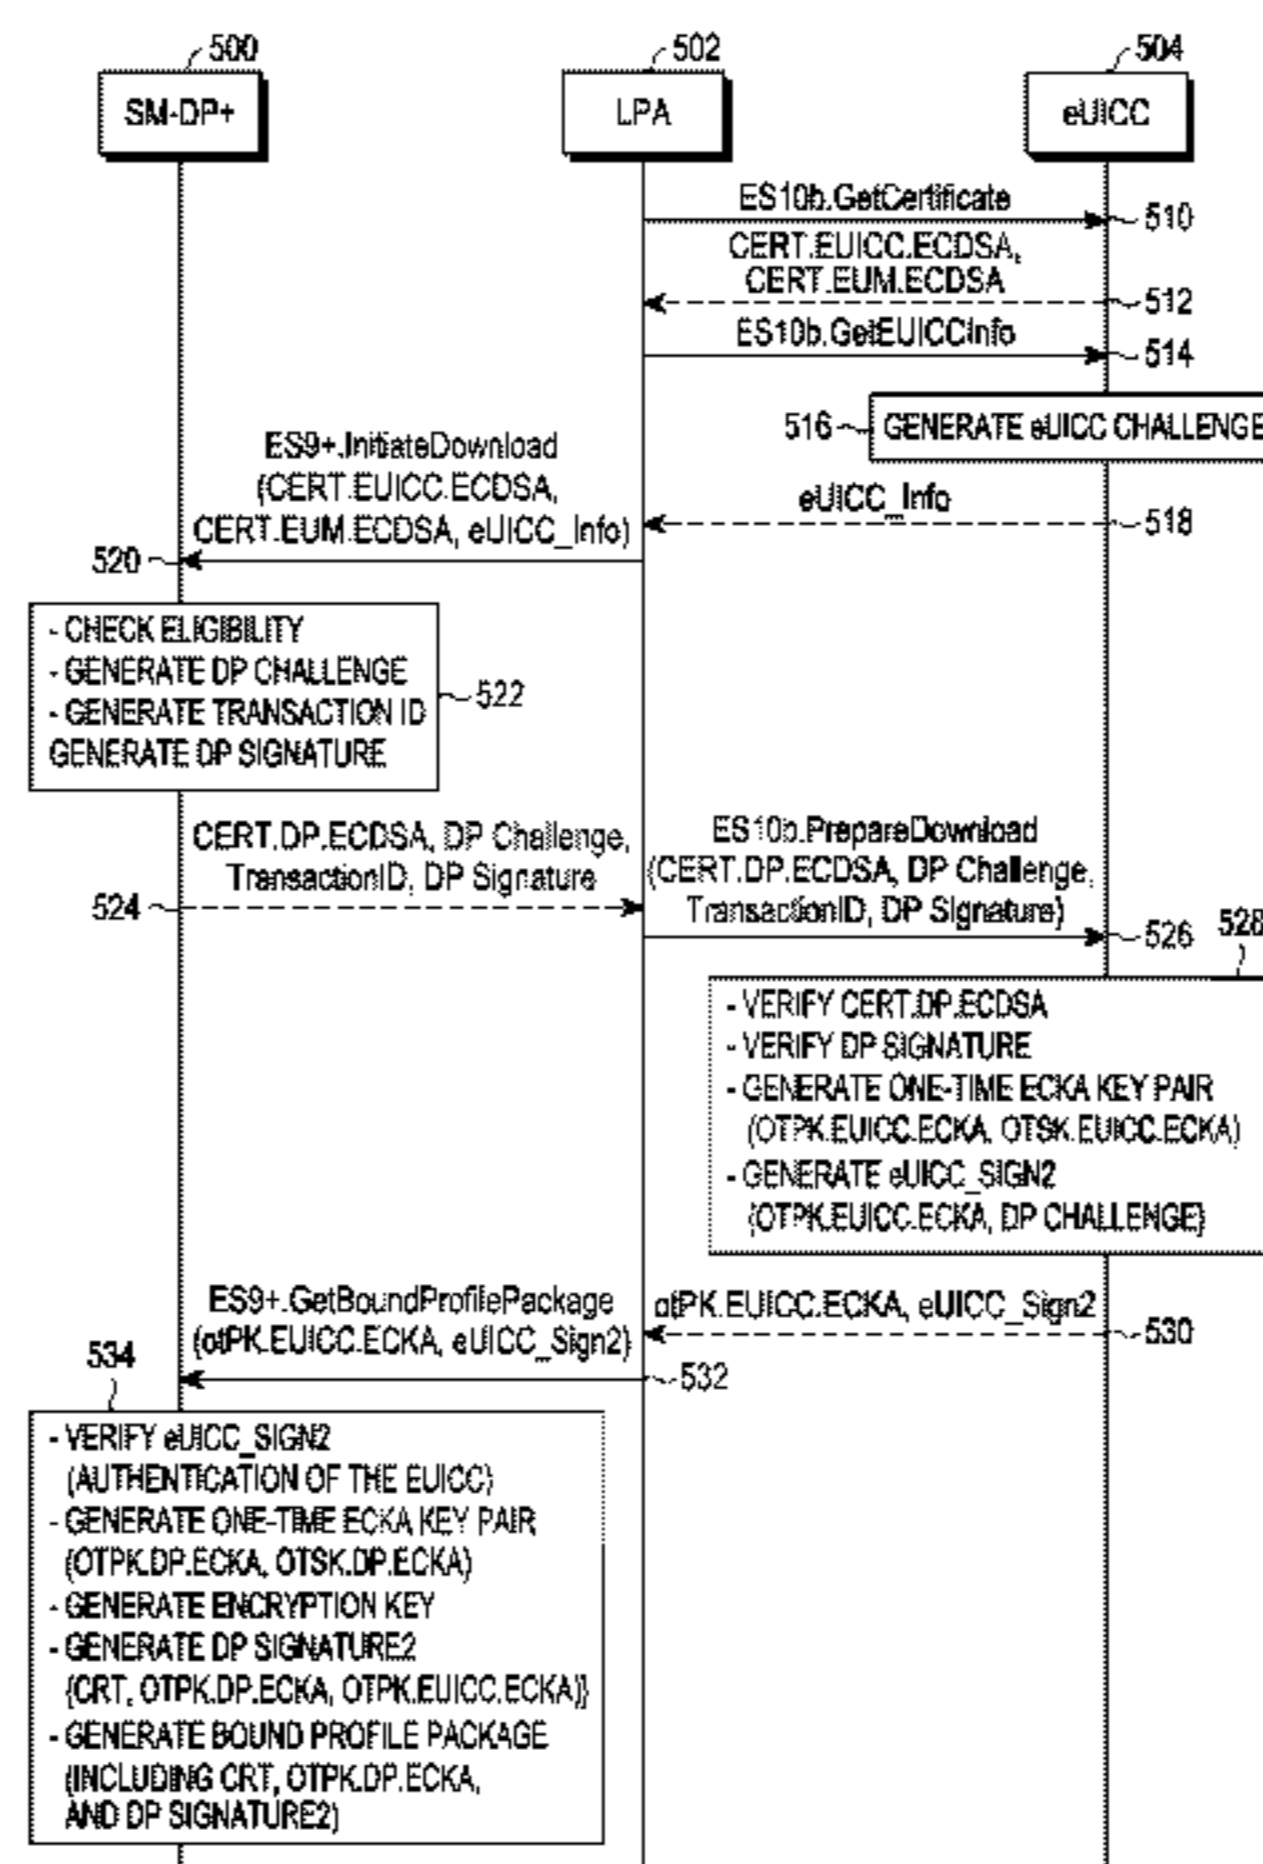 500
502
504
SM-DP+
LPA
eUICC
ES10b.GetCertificate
510
CERT.EUICC.ECDSA,
CERT.EUM.ECDSA
512
ES10b.GetEUICCInfo
514
516
GENERATE eUICC CHALLENGE
ES9+.InitiateDownload
(CERT.EUICC.ECDSA,
CERT.EUM.ECDSA, eUICC_Info)
eUICC_Info
518
520
- CHECK ELIGIBILITY
- GENERATE DP CHALLENGE
- GENERATE TRANSACTION ID
GENERATE DP SIGNATURE
522
CERT.DP.ECDSA, DP Challenge,
TransactionID, DP Signature
524
ES10b.PrepareDownload
(CERT.DP.ECDSA, DP Challenge,
TransactionID, DP Signature)
526
528
- VERIFY CERT.DP.ECDSA
- VERIFY DP SIGNATURE
- GENERATE ONE-TIME ECKA KEY PAIR
(OTPK.EUICC.ECKA, OTSK.EUICC.ECKA)
- GENERATE eUICC_SIGN2
(OTPK.EUICC.ECKA, DP CHALLENGE)
ES9+.GetBoundProfilePackage
(otPK.EUICC.ECKA, eUICC_Sign2)
otPK.EUICC.ECKA, eUICC_Sign2
530
532
534
- VERIFY eUICC_SIGN2
(AUTHENTICATION OF THE EUICC)
- GENERATE ONE-TIME ECKA KEY PAIR
(OTPK.DP.ECKA, OTSK.DP.ECKA)
- GENERATE ENCRYPTION KEY
- GENERATE DP SIGNATURE2
(CRT, OTPK.DP.ECKA, OTPK.EUICC.ECKA))
- GENERATE BOUND PROFILE PACKAGE
(INCLUDING CRT, OTPK.DP.ECKA,
AND DP SIGNATURE2)